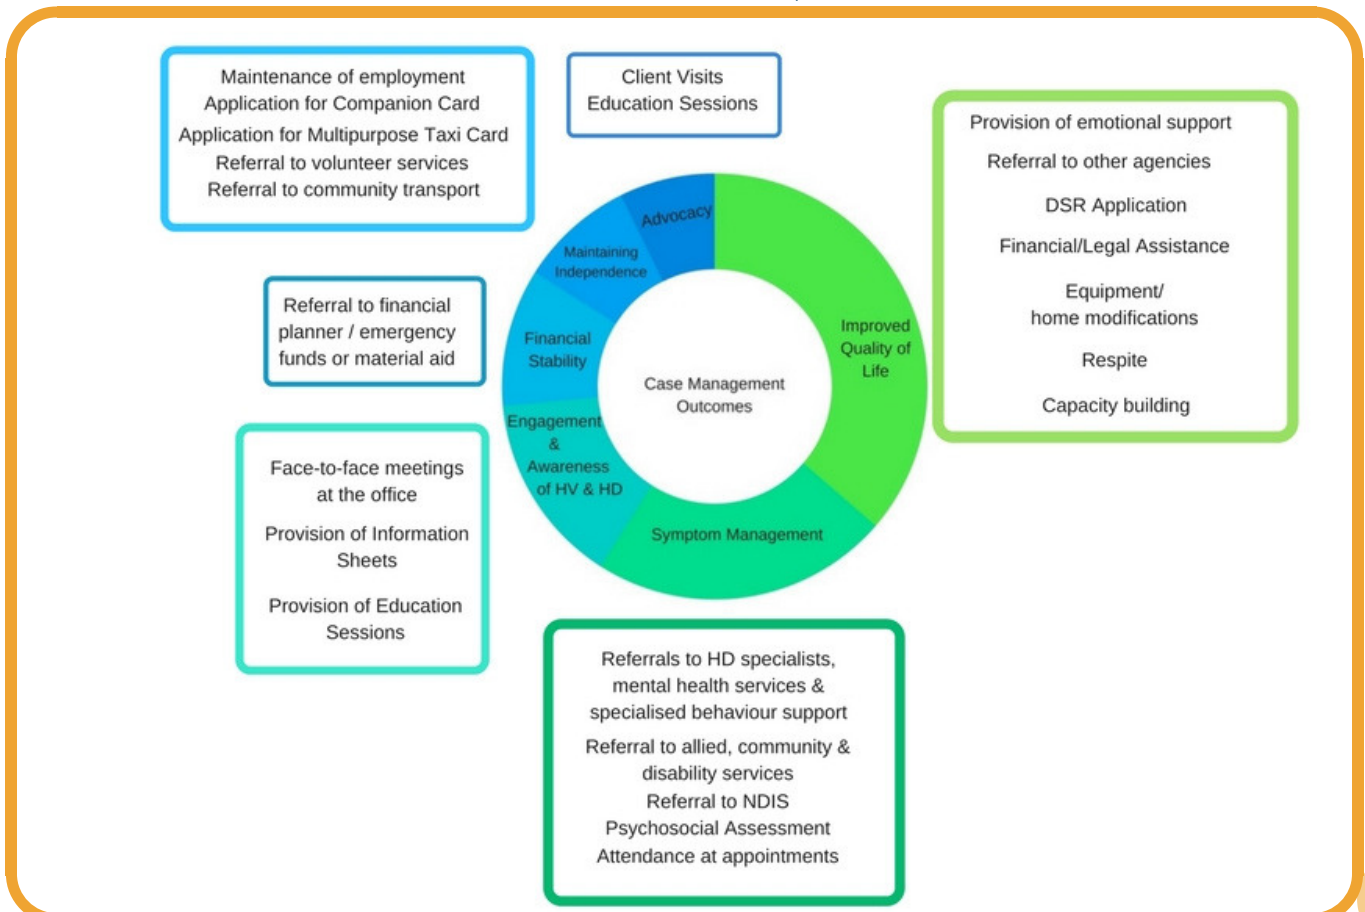 Maintenance of employment
Application for Companion Card
Application for Multipurpose Taxi Card
Referral to volunteer services
Referral to community transport
Client Visits
Education Sessions
Provision of emotional support
Referral to other agencies
DSR Application
Financial/Legal Assistance
Equipment/
home modifications
Respite
Capacity building
Advocacy
Maintaining
Independence
Financial
Stability
Engagement
&
Awareness
of HV & HD
Symptom Management
Improved
Quality of
Life
Case Management
Outcomes
Referral to financial
planner / emergency
funds or material aid
Face-to-face meetings
at the office
Provision of Information
Sheets
Provision of Education
Sessions
Referrals to HD specialists,
mental health services &
specialised behaviour support
Referral to allied, community &
disability services
Referral to NDIS
Psychosocial Assessment
Attendance at appointments